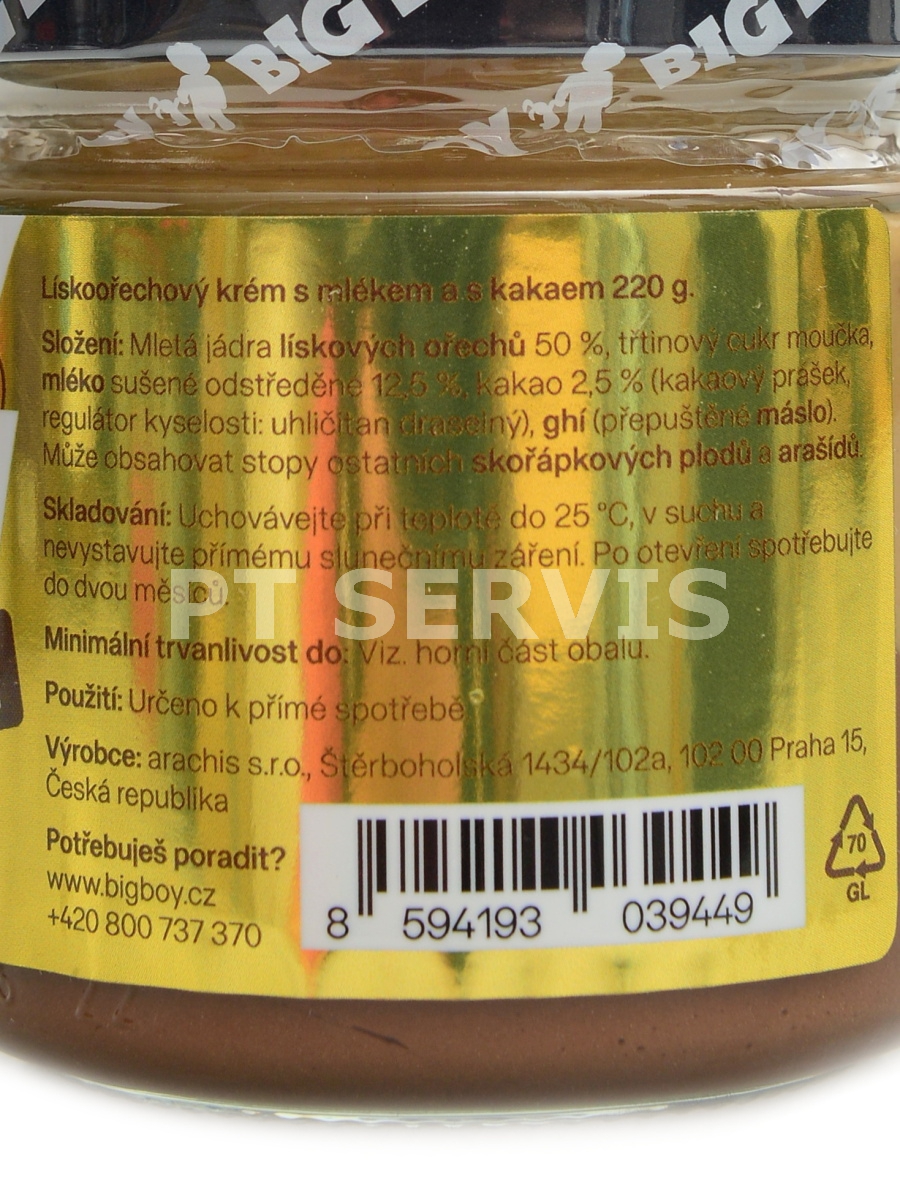 BIG
BIG
Lískoořechový krém s mlékem a s kakaem 220 g.
Složení: Mletá jádra lískových ořechů 50 %, třtinový cukr moučka,
mléko sušené odstředěné 12,5 %, kakao 2,5 % (kakaový prášek,
regulátor kyselosti: uhličitan draselný), ghí (přepuštěné máslo).
Může obsahovat stopy ostatních skořápkových plodů a arašídů.
Skladování: Uchovávejte při teplotě do 25 °C, v suchu a
nevystavujte přímému slunečnímu záření. Po otevření spotřebujte
do dvou měsíců.
PT SERVIS
Minimální trvanlivost do: Viz. horní část obalu.
Použití: Určeno k přímé spotřebě
Výrobce: arachis s.r.o., Štěrboholská 1434/102a, 102 00 Praha 15,
Česká republika
Potřebuješ poradit?
www.bigboy.cz
+420 800 737 370
8 594193 039449
70
GL